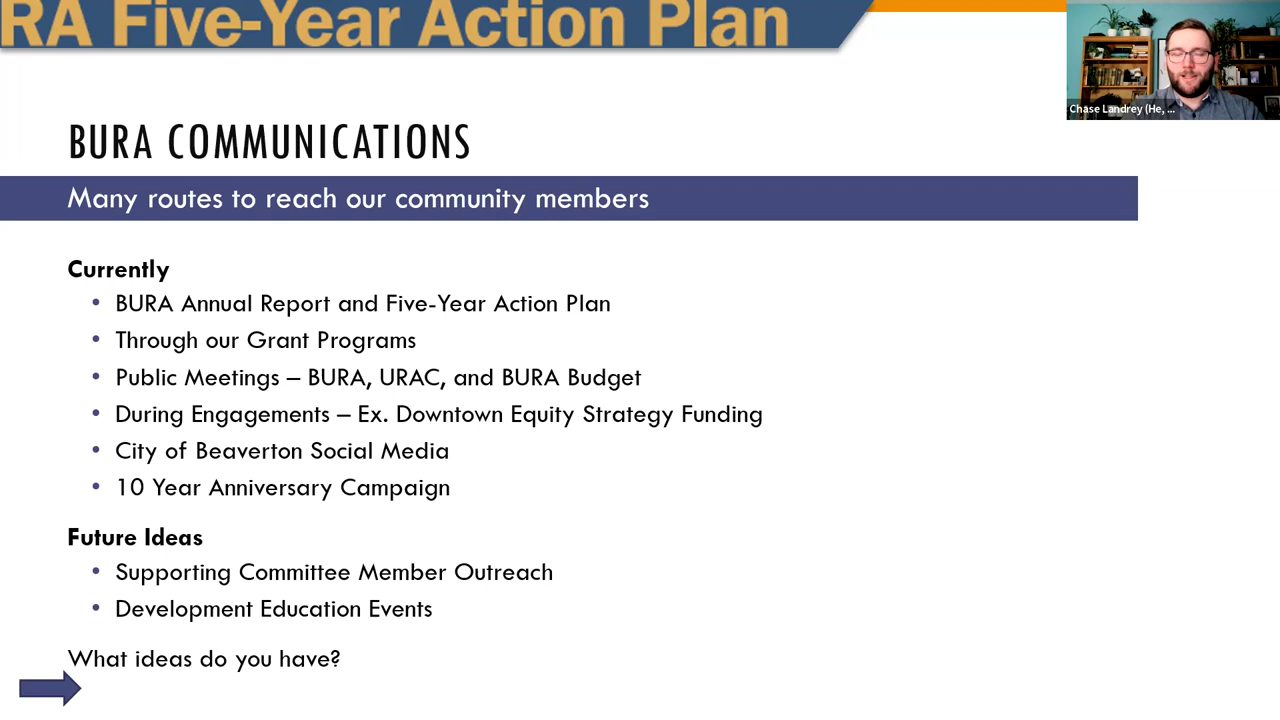 RA Five-Year Action Plan
Chase Landrey (He, ...
BURA COMMUNICATIONS
Many routes to reach our community members
Currently
• BURA Annual Report and Five-Year Action Plan
• Through our Grant Programs
• Public Meetings – BURA, URAC, and BURA Budget
• During Engagements – Ex. Downtown Equity Strategy Funding
• City of Beaverton Social Media
• 10 Year Anniversary Campaign
Future Ideas
• Supporting Committee Member Outreach
• Development Education Events
What ideas do you have?